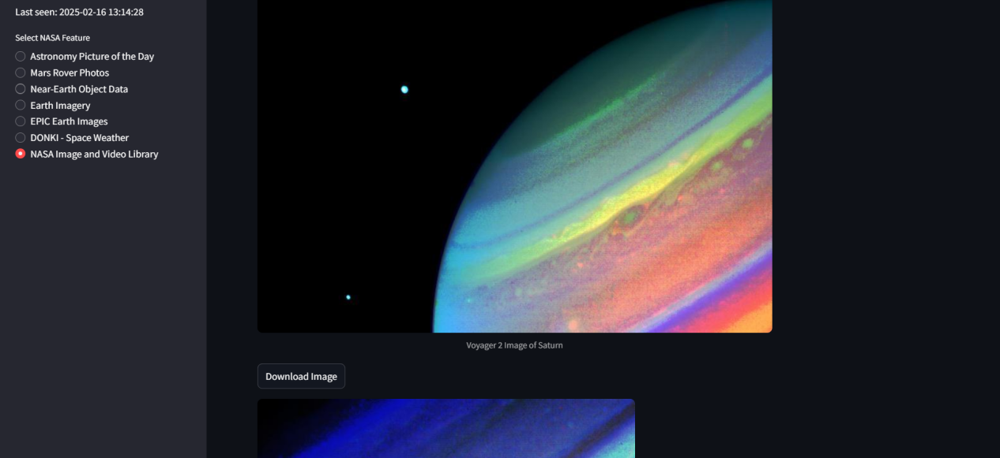 Last seen: 2025-02-16 13:14:28
Select NASA Feature
Astronomy Picture of the Day
Mars Rover Photos
Near-Earth Object Data
Earth Imagery
EPIC Earth Images
DONKI - Space Weather
NASA Image and Video Library
Voyager 2 Image of Saturn
Download Image